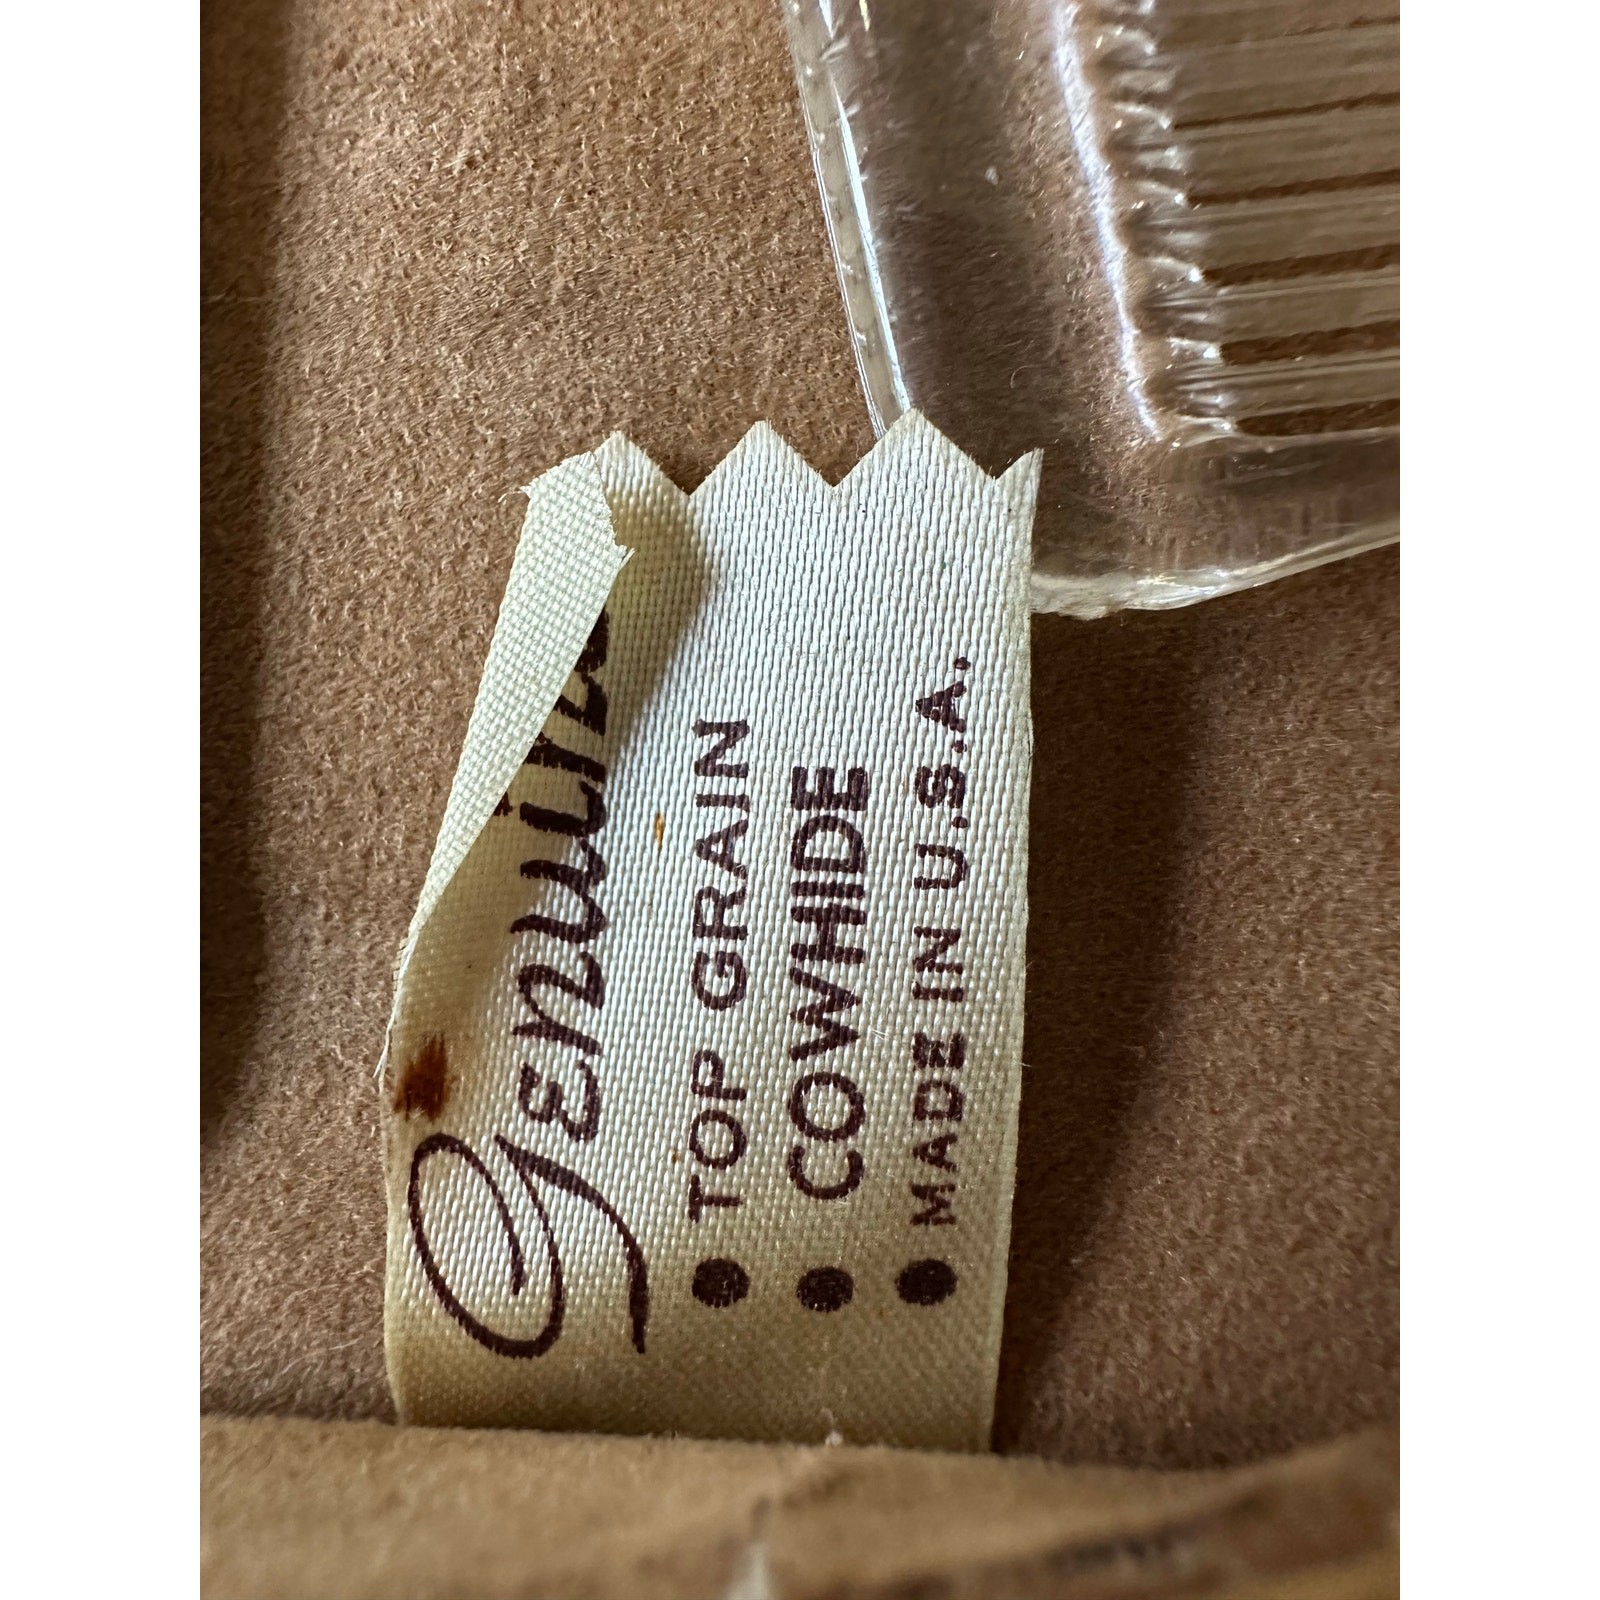 Genuine
• TOP GRAIN
• COWHIDE
• MADE IN U.S.A.